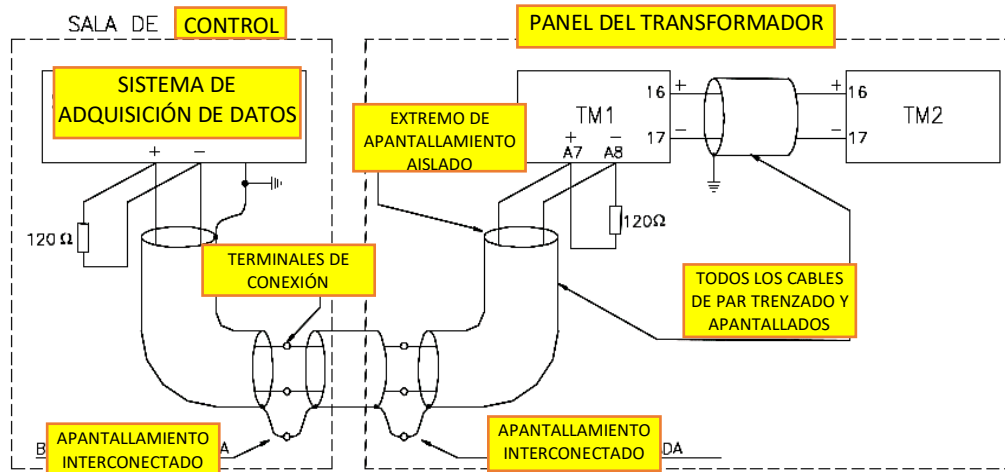 SALA DE CONTROL
PANEL DEL TRANSFORMADOR
SISTEMA DE
ADQUISICIÓN DE DATOS
+ −
120 Ω
EXTREMO DE
APANTALLAMIENTO
AISLADO
TM1
+ −
A7 A8
16 +
17 −
+ 16
− 17
TM2
120Ω
TERMINALES DE
CONEXIÓN
TODOS LOS CABLES
DE PAR TRENZADO Y
APANTALLADOS
APANTALLAMIENTO
INTERCONECTADO
APANTALLAMIENTO
INTERCONECTADO